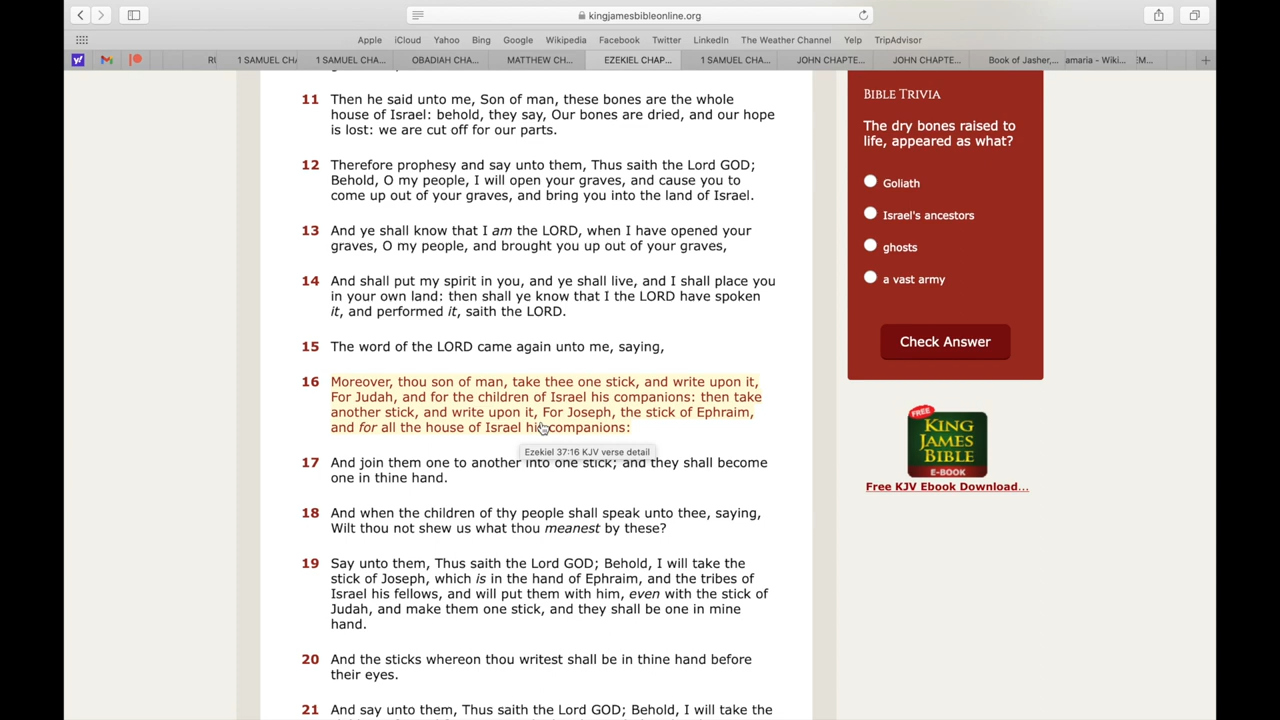 kingjamesbibleonline.org
Apple iCloud Yahoo Bing Google Wikipedia Facebook Twitter LinkedIn The Weather Channel Yelp TripAdvisor
1 SAMUEL CHA 1 SAMUEL CHA... OBADIAH CHA... MATTHEW CH... EZEKIEL CHAP... 1 SAMUEL CHA... JOHN CHAPTE... JOHN CHAPTE... Book of Jasher,... amaria - Wiki...
11 Then he said unto me, Son of man, these bones are the whole
house of Israel: behold, they say, Our bones are dried, and our hope
is lost: we are cut off for our parts.
12 Therefore prophesy and say unto them, Thus saith the Lord GOD;
Behold, O my people, I will open your graves, and cause you to
come up out of your graves, and bring you into the land of Israel.
13 And ye shall know that I am the LORD, when I have opened your
graves, O my people, and brought you up out of your graves,
14 And shall put my spirit in you, and ye shall live, and I shall place you
in your own land: then shall ye know that I the LORD have spoken
it, and performed it, saith the LORD.
15 The word of the LORD came again unto me, saying,
16 Moreover, thou son of man, take thee one stick, and write upon it,
For Judah, and for the children of Israel his companions: then take
another stick, and write upon it, For Joseph, the stick of Ephraim,
and for all the house of Israel his companions:
Ezekiel 37:16 KJV verse detail
17 And join them one to another into one stick; and they shall become
one in thine hand.
18 And when the children of thy people shall speak unto thee, saying,
Wilt thou not shew us what thou meanest by these?
19 Say unto them, Thus saith the Lord GOD; Behold, I will take the
stick of Joseph, which is in the hand of Ephraim, and the tribes of
Israel his fellows, and will put them with him, even with the stick of
Judah, and make them one stick, and they shall be one in mine
hand.
20 And the sticks whereon thou writest shall be in thine hand before
their eyes.
21 And say unto them, Thus saith the Lord GOD; Behold, I will take the
BIBLE TRIVIA
The dry bones raised to
life, appeared as what?
Goliath
Israel's ancestors
ghosts
a vast army
Check Answer
FREE
KING
JAMES
BIBLE
E-BOOK
Free KJV Ebook Download...